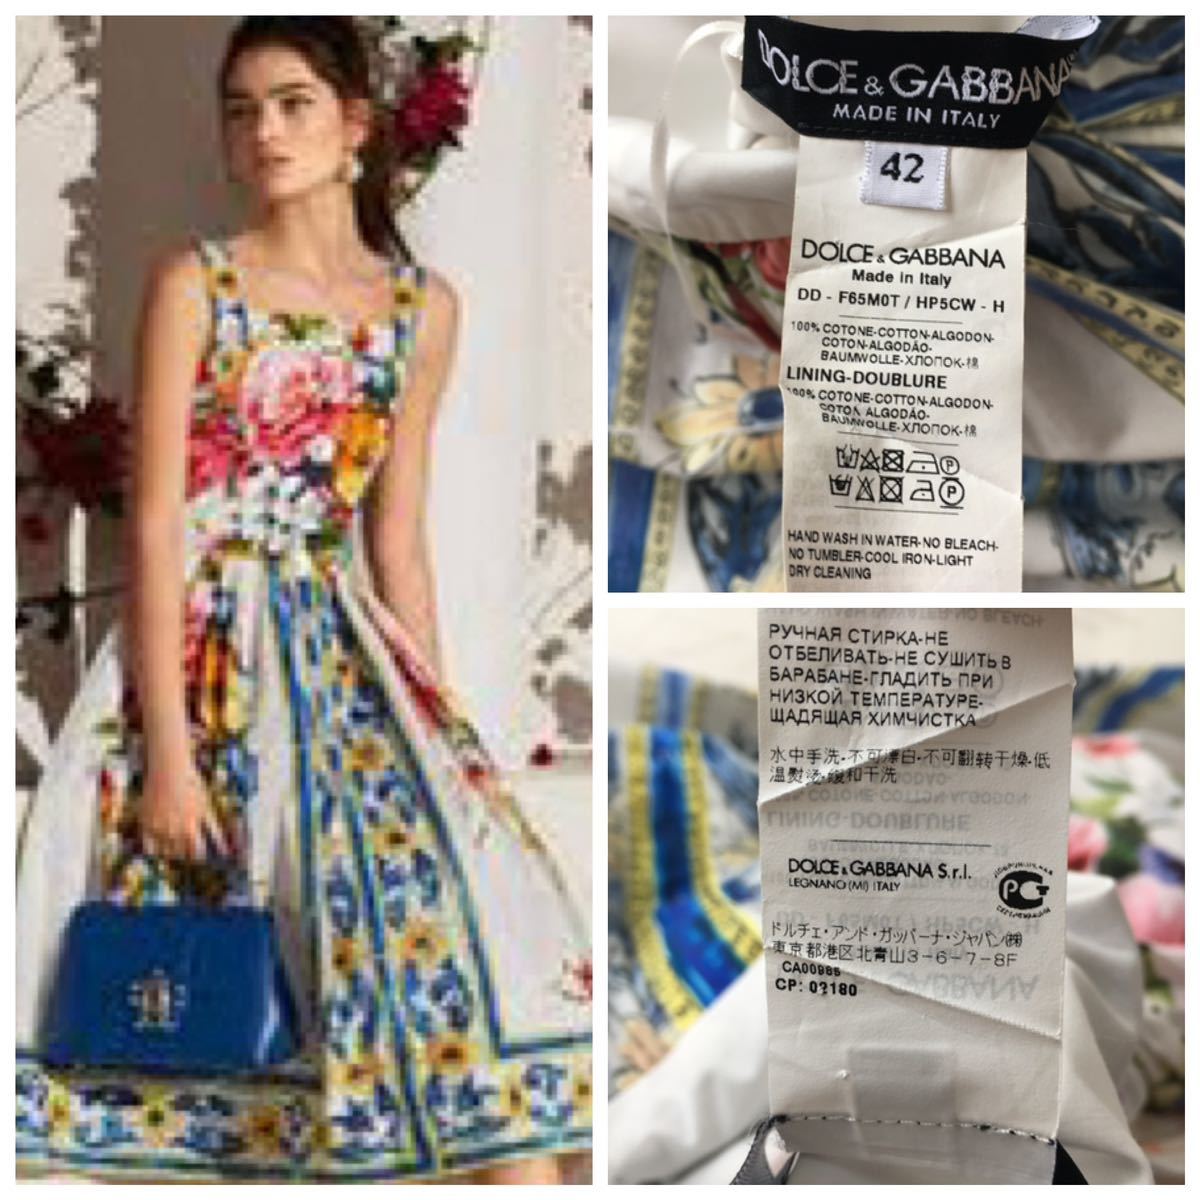 DOLCE & GABBANA
MADE IN ITALY
42
DOLCE & GABBANA
Made in Italy
DD - F65M0T / HP5CW - H
100% COTONE-COTTON-ALGODON-
COTON-ALGODÃO-
BAUMWOLLE-ХЛОПОК-棉
LINING-DOUBLURE
100% COTONE-COTTON-ALGODON-
COTON ALGODÃO-
BAUMWOLLE-ХЛОПОК-棉
HAND WASH IN WATER-NO BLEACH-
NO TUMBLER-COOL IRON-LIGHT
DRY CLEANING
РУЧНАЯ СТИРКА-НЕ
ОТБЕЛИВАТЬ-НЕ СУШИТЬ В
БАРАБАНЕ-ГЛАДИТЬ ПРИ
НИЗКОЙ ТЕМПЕРАТУРЕ-
ЩАДЯЩАЯ ХИМЧИСТКА
水中手洗-不可漂白-不可翻转干燥-低
温熨烫-缓和干洗
DOLCE & GABBANA S.r.l.
LEGNANO (MI) ITALY
ドルチェ・アンド・ガッバーナ・ジャパン㈱
東京都港区北青山3-6-7-8F
CA00985
CP: 02180